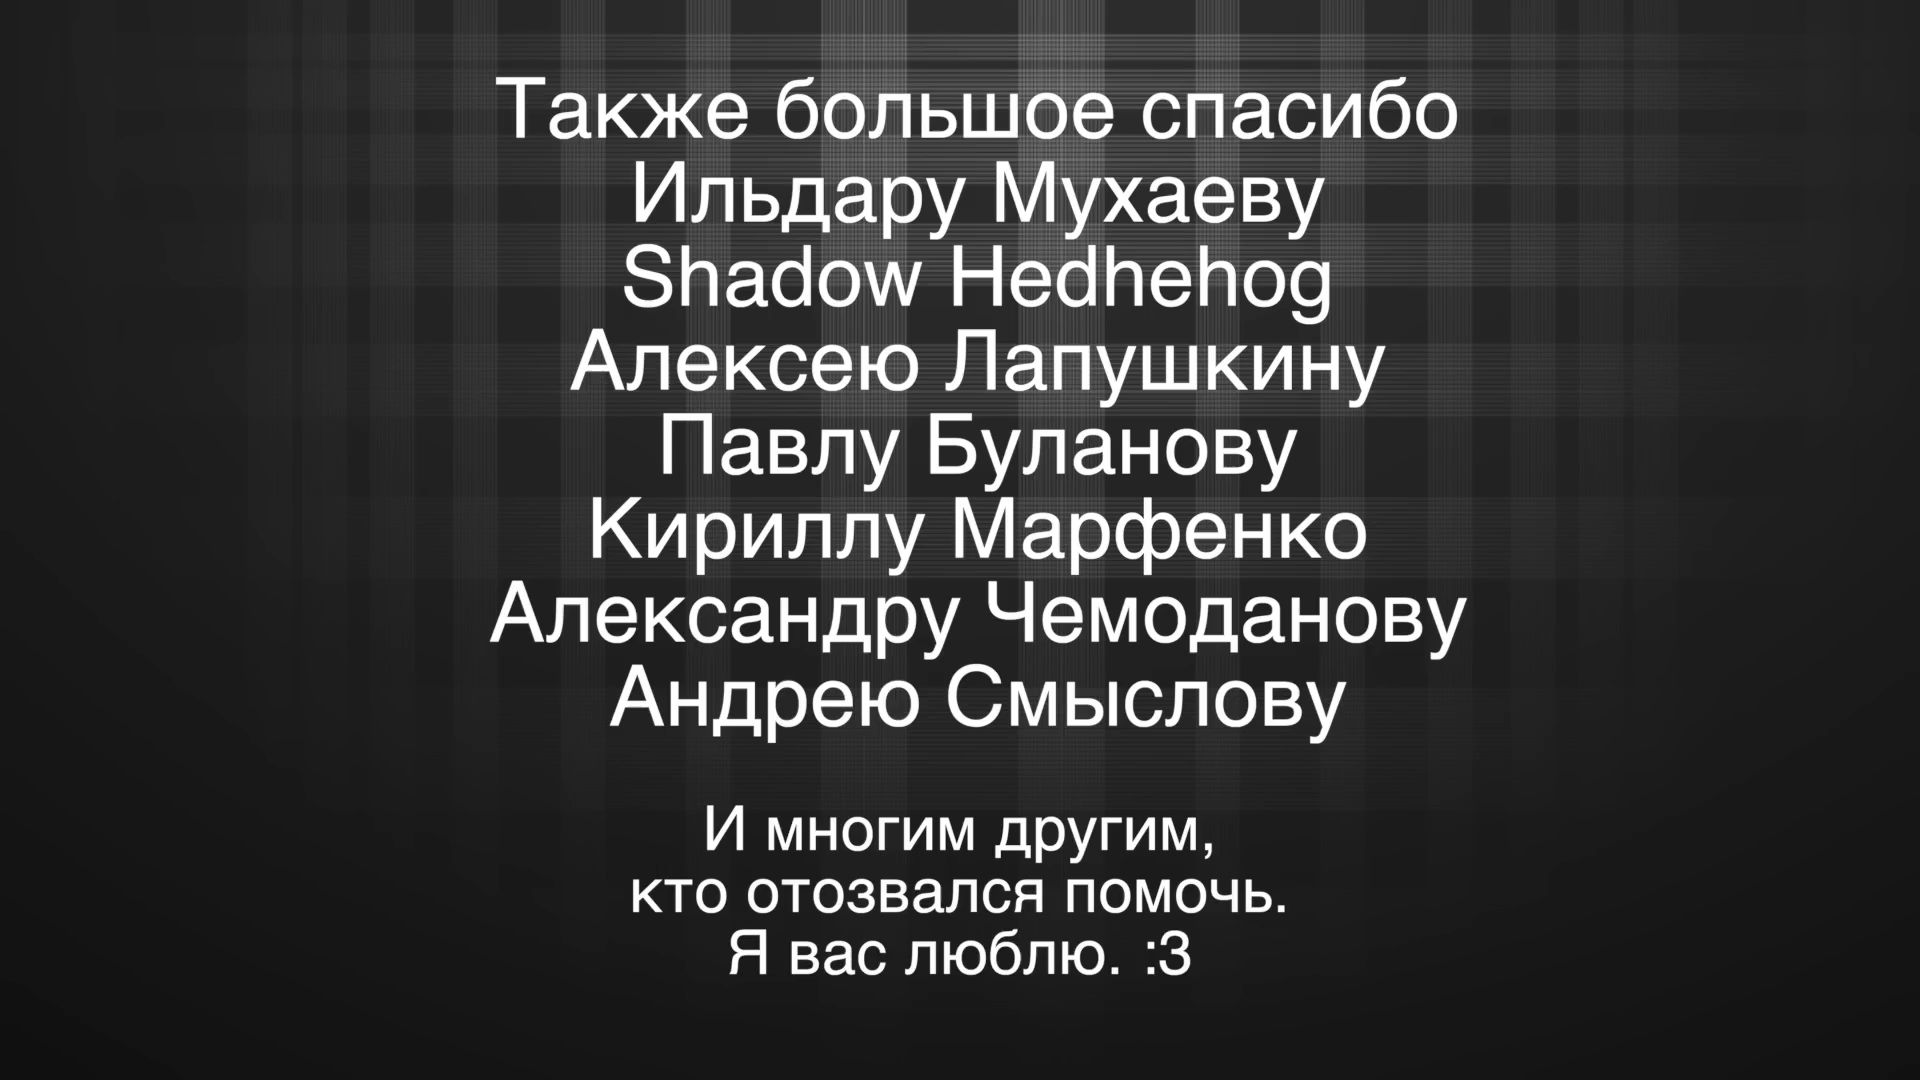 Также большое спасибо
Ильдару Мухаеву
Shadow Hedhehog
Алексею Лапушкину
Павлу Буланову
Кириллу Марфенко
Александру Чемоданову
Андрею Смыслову
И многим другим,
кто отозвался помочь.
Я вас люблю. :3